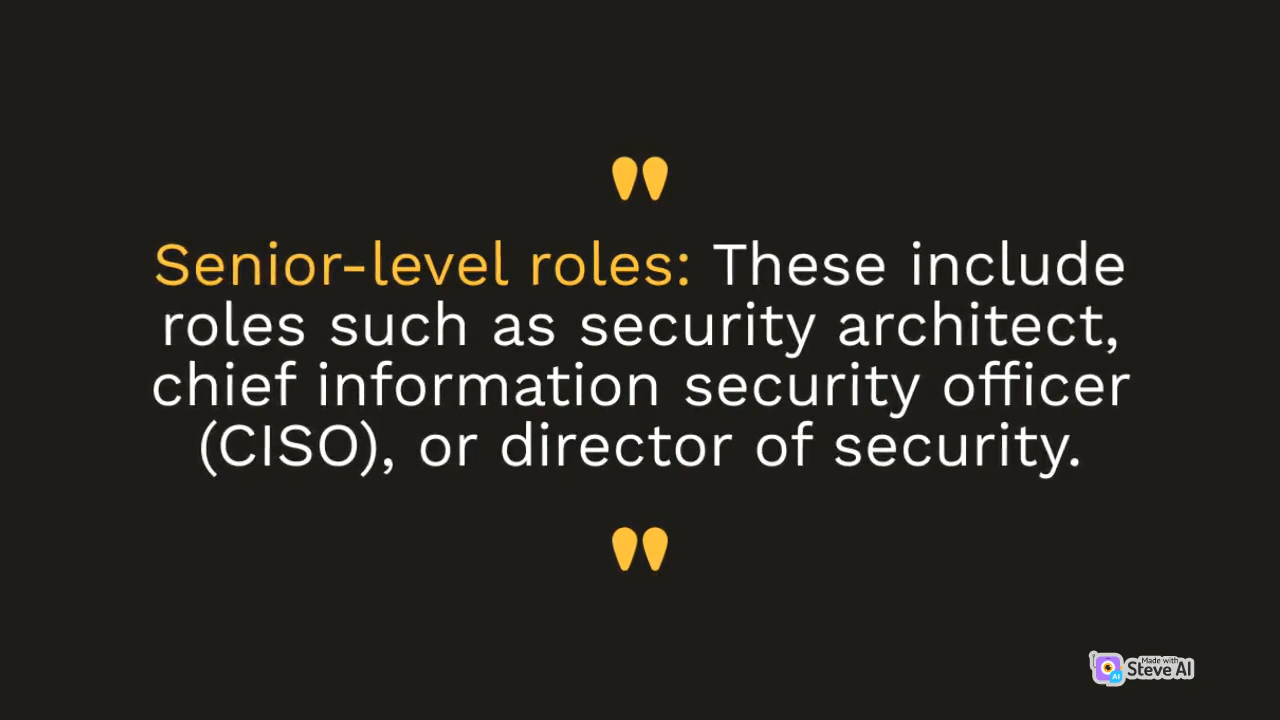 "
Senior-level roles: These include
roles such as security architect,
chief information security officer
(CISO), or director of security.
"
Made with
Steve AI